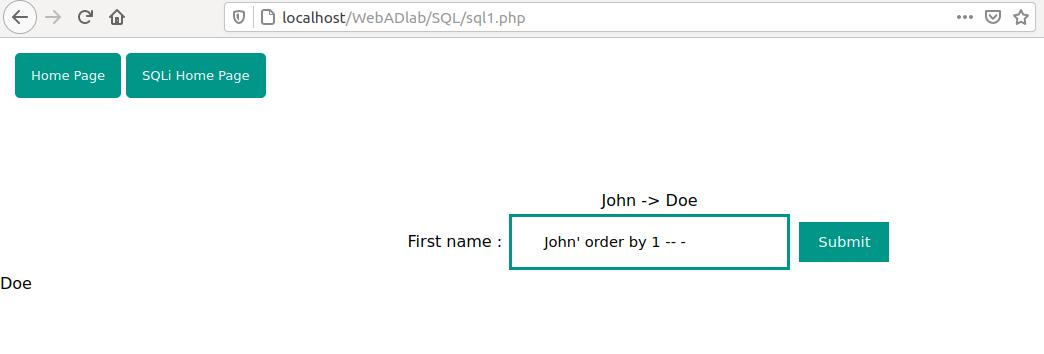 localhost/WebADlab/SQL/sql1.php
Home Page SQLi Home Page
John -> Doe
First name : John' order by 1 -- - Submit
Doe